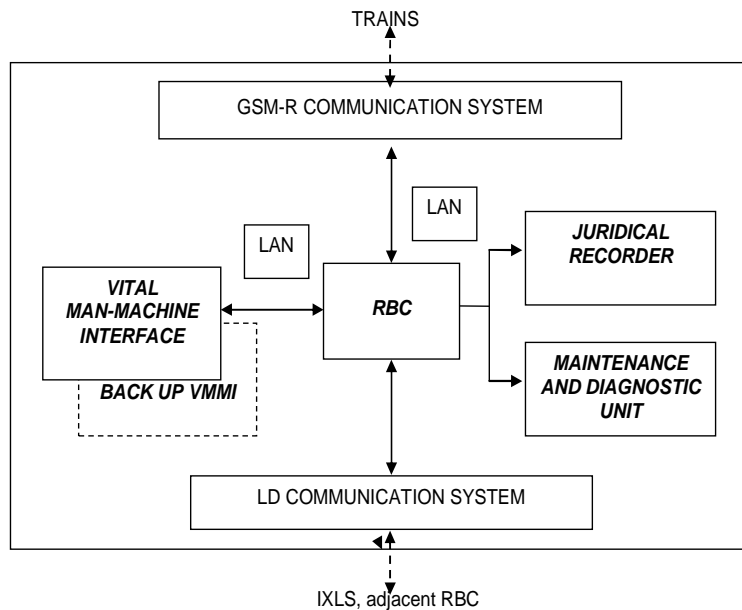 TRAINS
GSM-R COMMUNICATION SYSTEM
LAN
LAN
JURIDICAL
RECORDER
VITAL
MAN-MACHINE
INTERFACE
RBC
BACK UP VMMI
MAINTENANCE
AND DIAGNOSTIC
UNIT
LD COMMUNICATION SYSTEM
IXLS, adjacent RBC